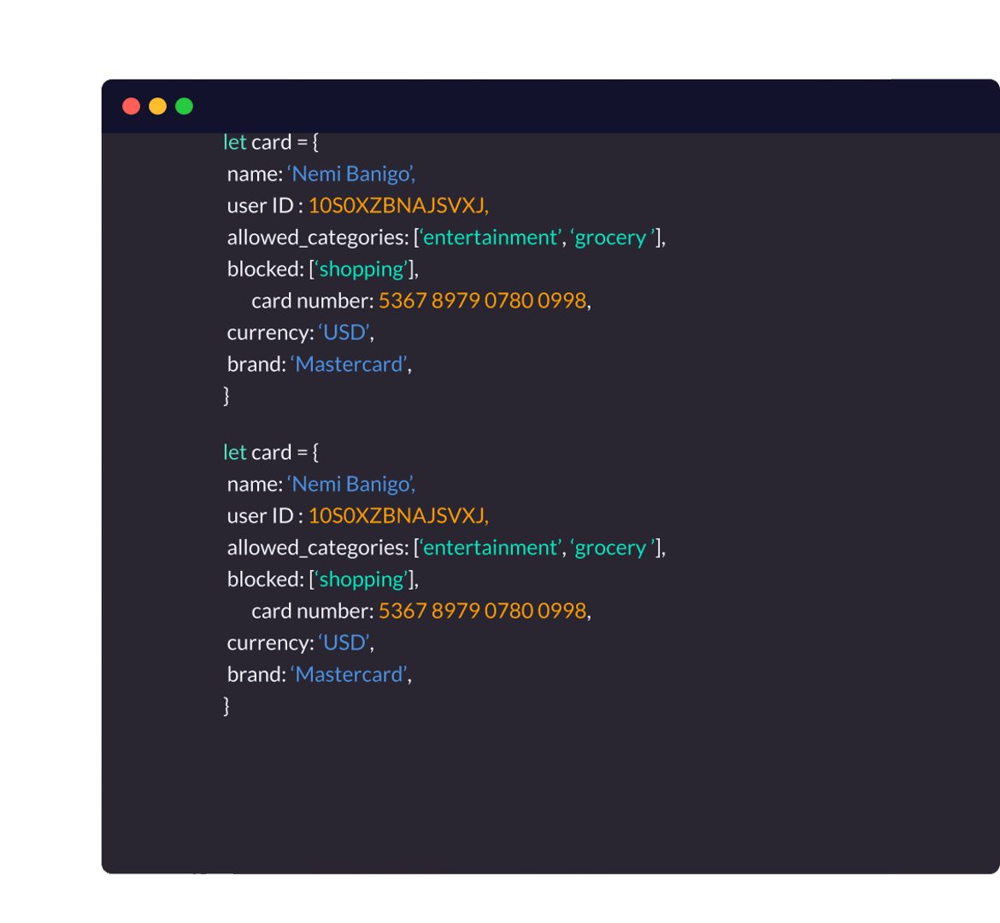 let card = {
name: ‘Nemi Banigo’,
user ID : 10S0XZBNAJSVXJ,
allowed_categories: [‘entertainment’, ‘grocery ’],
blocked: [‘shopping’],
card number: 5367 8979 0780 0998,
currency: ‘USD’,
brand: ‘Mastercard’,
}
let card = {
name: ‘Nemi Banigo’,
user ID : 10S0XZBNAJSVXJ,
allowed_categories: [‘entertainment’, ‘grocery ’],
blocked: [‘shopping’],
card number: 5367 8979 0780 0998,
currency: ‘USD’,
brand: ‘Mastercard’,
}